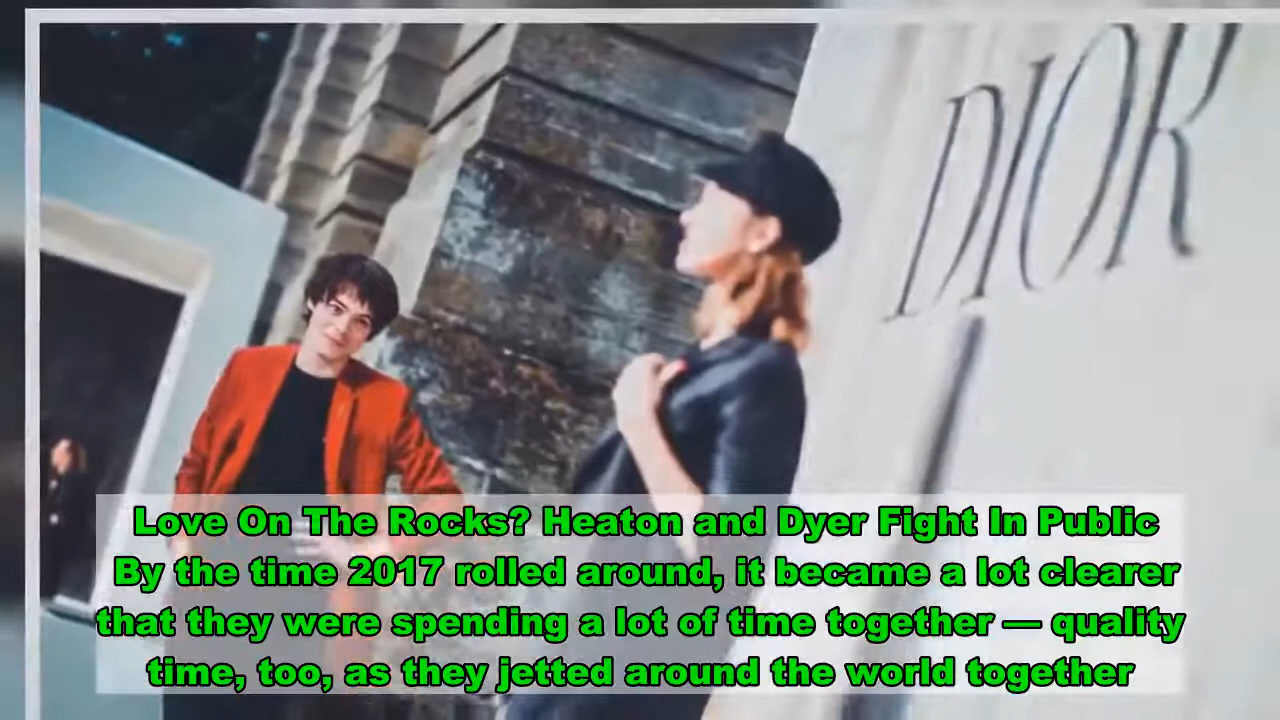 DIOR
Love On The Rocks? Heaton and Dyer Fight In Public
By the time 2017 rolled around, it became a lot clearer
that they were spending a lot of time together — quality
time, too, as they jetted around the world together